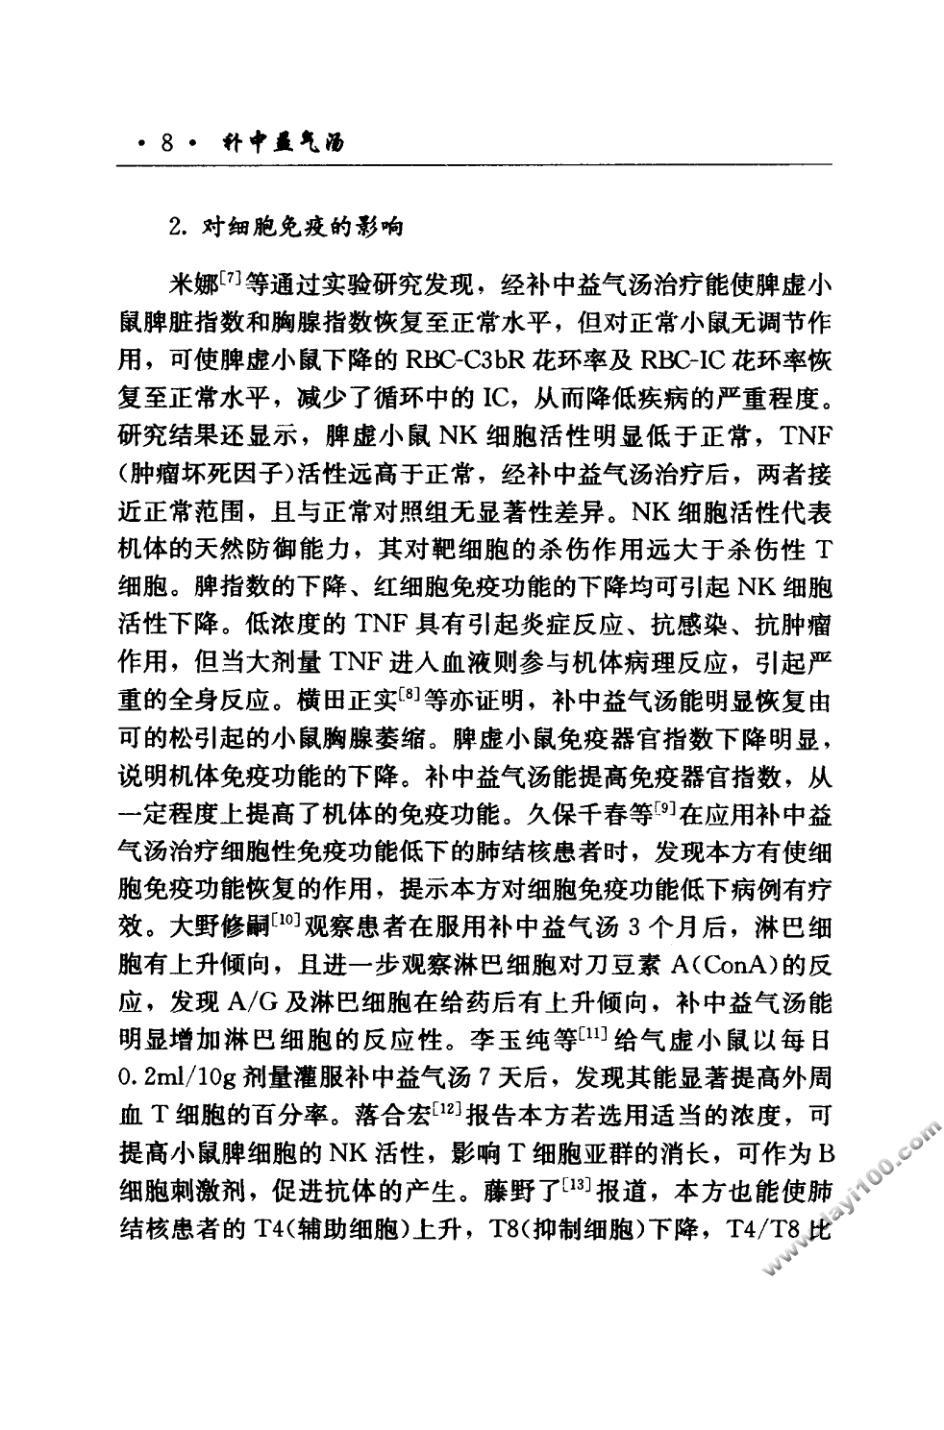 · 8 · 补中益气汤
2. 对细胞免疫的影响
米娜[7]等通过实验研究发现，经补中益气汤治疗能使脾虚小
鼠脾脏指数和胸腺指数恢复至正常水平，但对正常小鼠无调节作
用，可使脾虚小鼠下降的 RBC-C3bR 花环率及 RBC-IC 花环率恢
复至正常水平，减少了循环中的 IC，从而降低疾病的严重程度。
研究结果还显示，脾虚小鼠 NK 细胞活性明显低于正常，TNF
(肿瘤坏死因子)活性远高于正常，经补中益气汤治疗后，两者接
近正常范围，且与正常对照组无显著性差异。NK 细胞活性代表
机体的天然防御能力，其对靶细胞的杀伤作用远大于杀伤性 T
细胞。脾指数的下降、红细胞免疫功能的下降均可引起 NK 细胞
活性下降。低浓度的 TNF 具有引起炎症反应、抗感染、抗肿瘤
作用，但当大剂量 TNF 进人血液则参与机体病理反应，引起严
重的全身反应。横田正实[8]等亦证明，补中益气汤能明显恢复由
可的松引起的小鼠胸腺萎缩。脾虚小鼠免疫器官指数下降明显，
说明机体免疫功能的下降。补中益气汤能提高免疫器官指数，从
一定程度上提高了机体的免疫功能。久保千春等[9]在应用补中益
气汤治疗细胞性免疫功能低下的肺结核患者时，发现本方有使细
胞免疫功能恢复的作用，提示本方对细胞免疫功能低下病例有疗
效。大野修嗣[10]观察患者在服用补中益气汤 3 个月后，淋巴细
胞有上升倾向，且进一步观察淋巴细胞对刀豆素 A(ConA)的反
应，发现 A/G 及淋巴细胞在给药后有上升倾向，补中益气汤能
明显增加淋巴细胞的反应性。李玉纯等[11]给气虚小鼠以每日
0.2ml/10g 剂量灌服补中益气汤 7 天后，发现其能显著提高外周
血 T 细胞的百分率。落合宏[12]报告本方若选用适当的浓度，可
提高小鼠脾细胞的 NK 活性，影响 T 细胞亚群的消长，可作为 B
细胞刺激剂，促进抗体的产生。藤野了[13]报道，本方也能使肺
结核患者的 T4(辅助细胞)上升，T8(抑制细胞)下降，T4/T8 比
www.dayi100.com